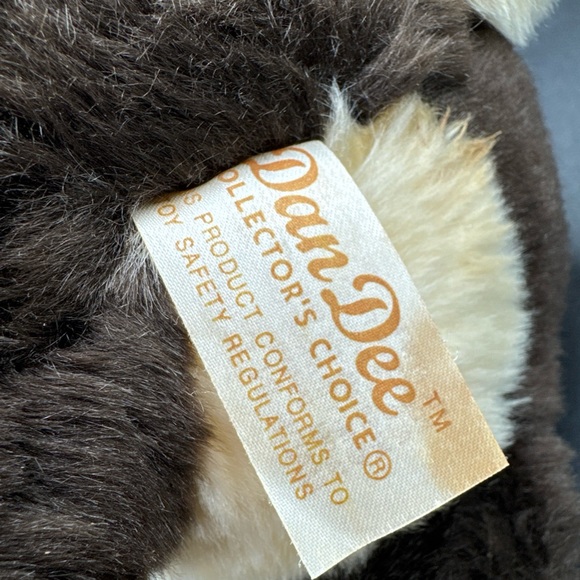 Dan Dee™
COLLECTOR'S CHOICE®
PRODUCT CONFORMS TO
SAFETY REGULATIONS